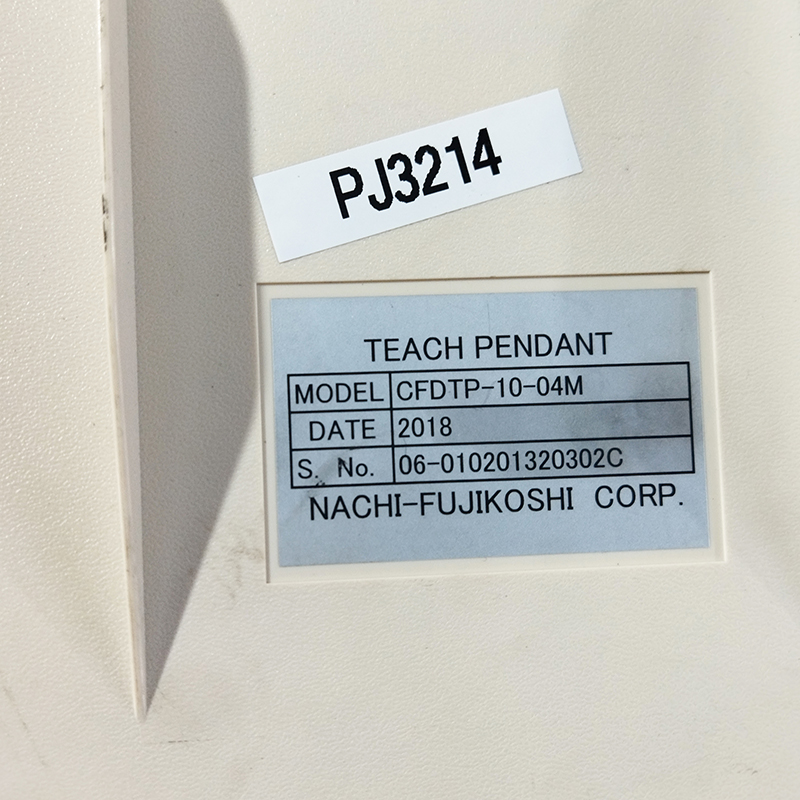 PJ3214
TEACH PENDANT
MODEL CFDTP-10-04M
DATE 2018
S. No. 06-010201320302C
NACHI-FUJIKOSHI CORP.